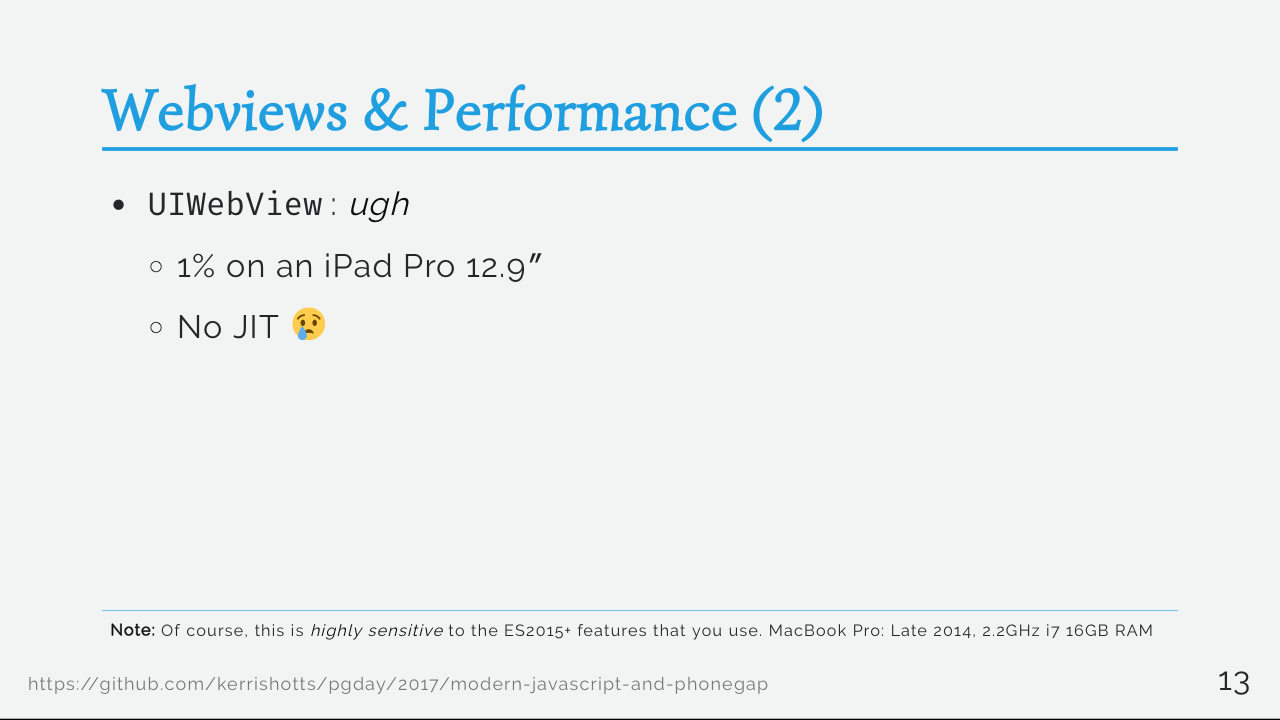 Webviews & Performance (2)
• UIWebView : ugh
○ 1% on an iPad Pro 12.9″
○ No JIT 😢
Note: Of course, this is highly sensitive to the ES2015+ features that you use. MacBook Pro: Late 2014, 2.2GHz i7 16GB RAM
https://github.com/kerrishotts/pgday/2017/modern-javascript-and-phonegap
13